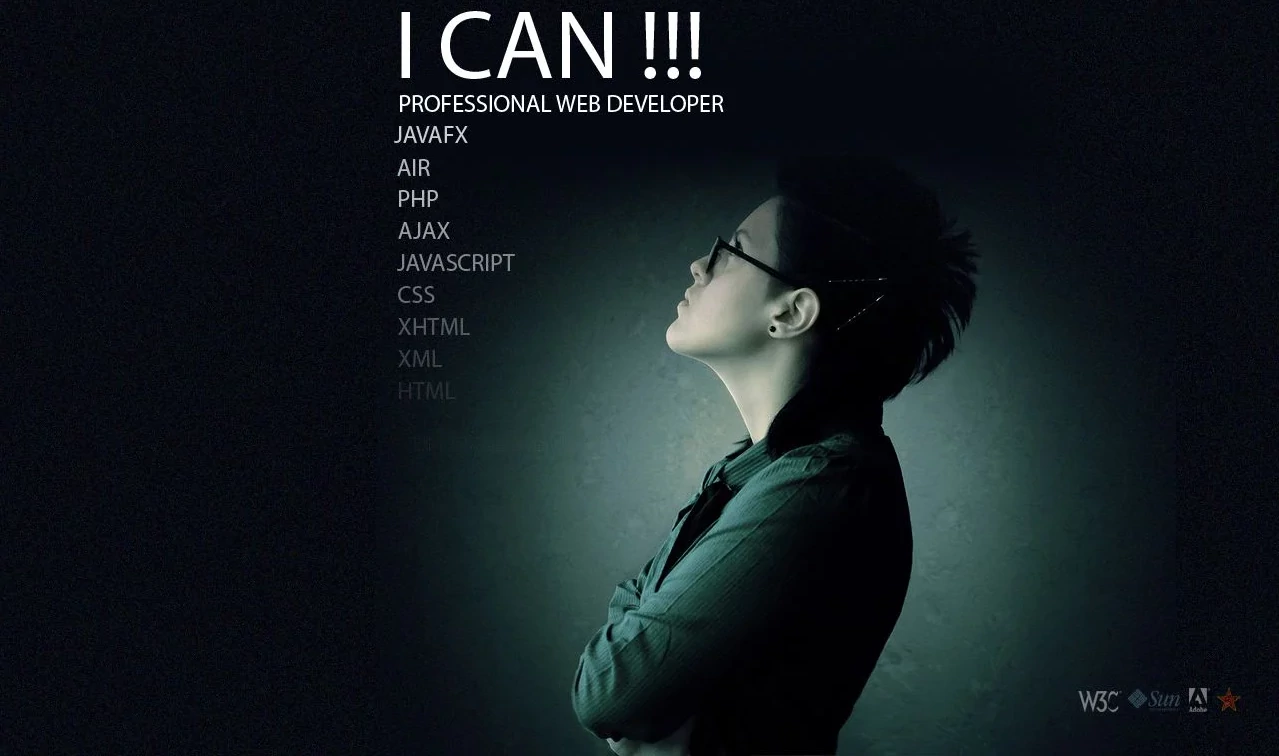 I CAN !!!
PROFESSIONAL WEB DEVELOPER
JAVAFX
AIR
PHP
AJAX
JAVASCRIPT
CSS
XHTML
XML
HTML
W3C
Sun
Adobe